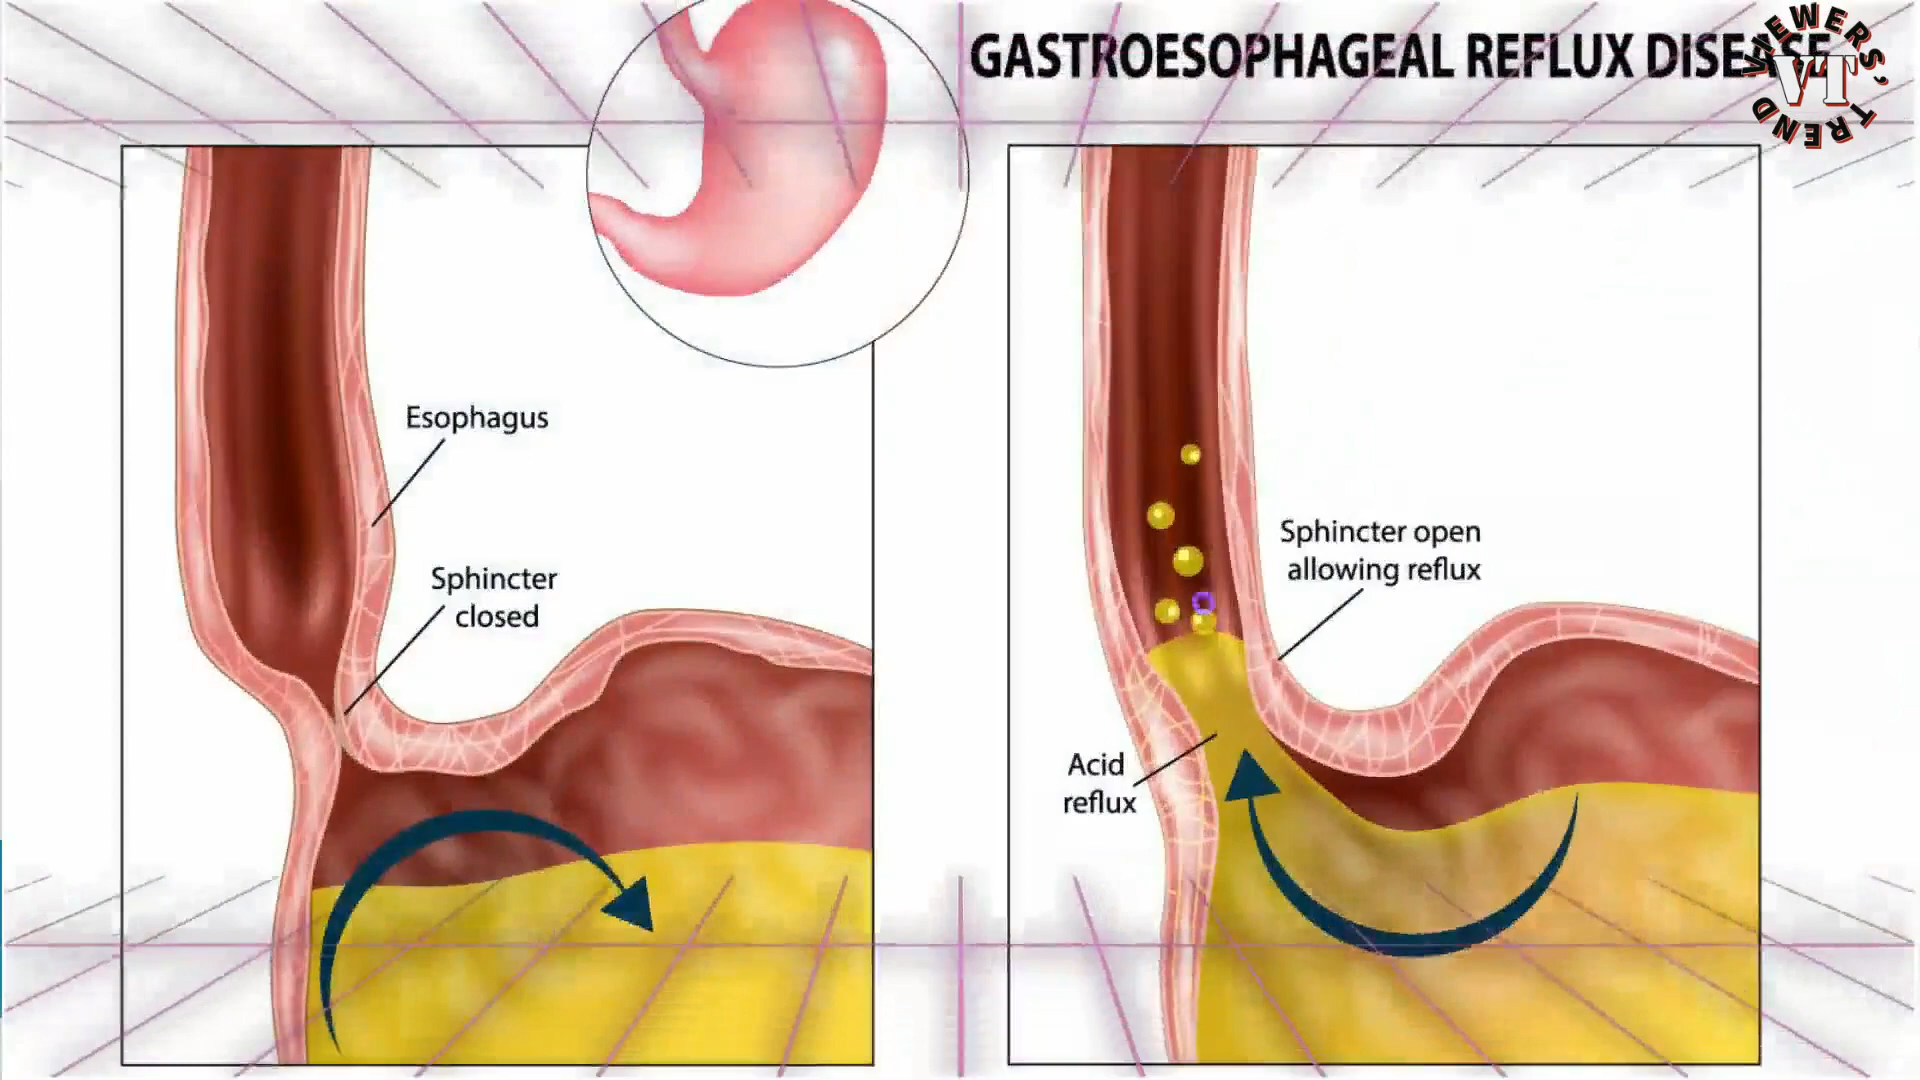 GASTROESOPHAGEAL REFLUX DISEASE
VIEWERS' TREND
VT
Esophagus
Sphincter
closed
Sphincter open
allowing reflux
Acid
reflux